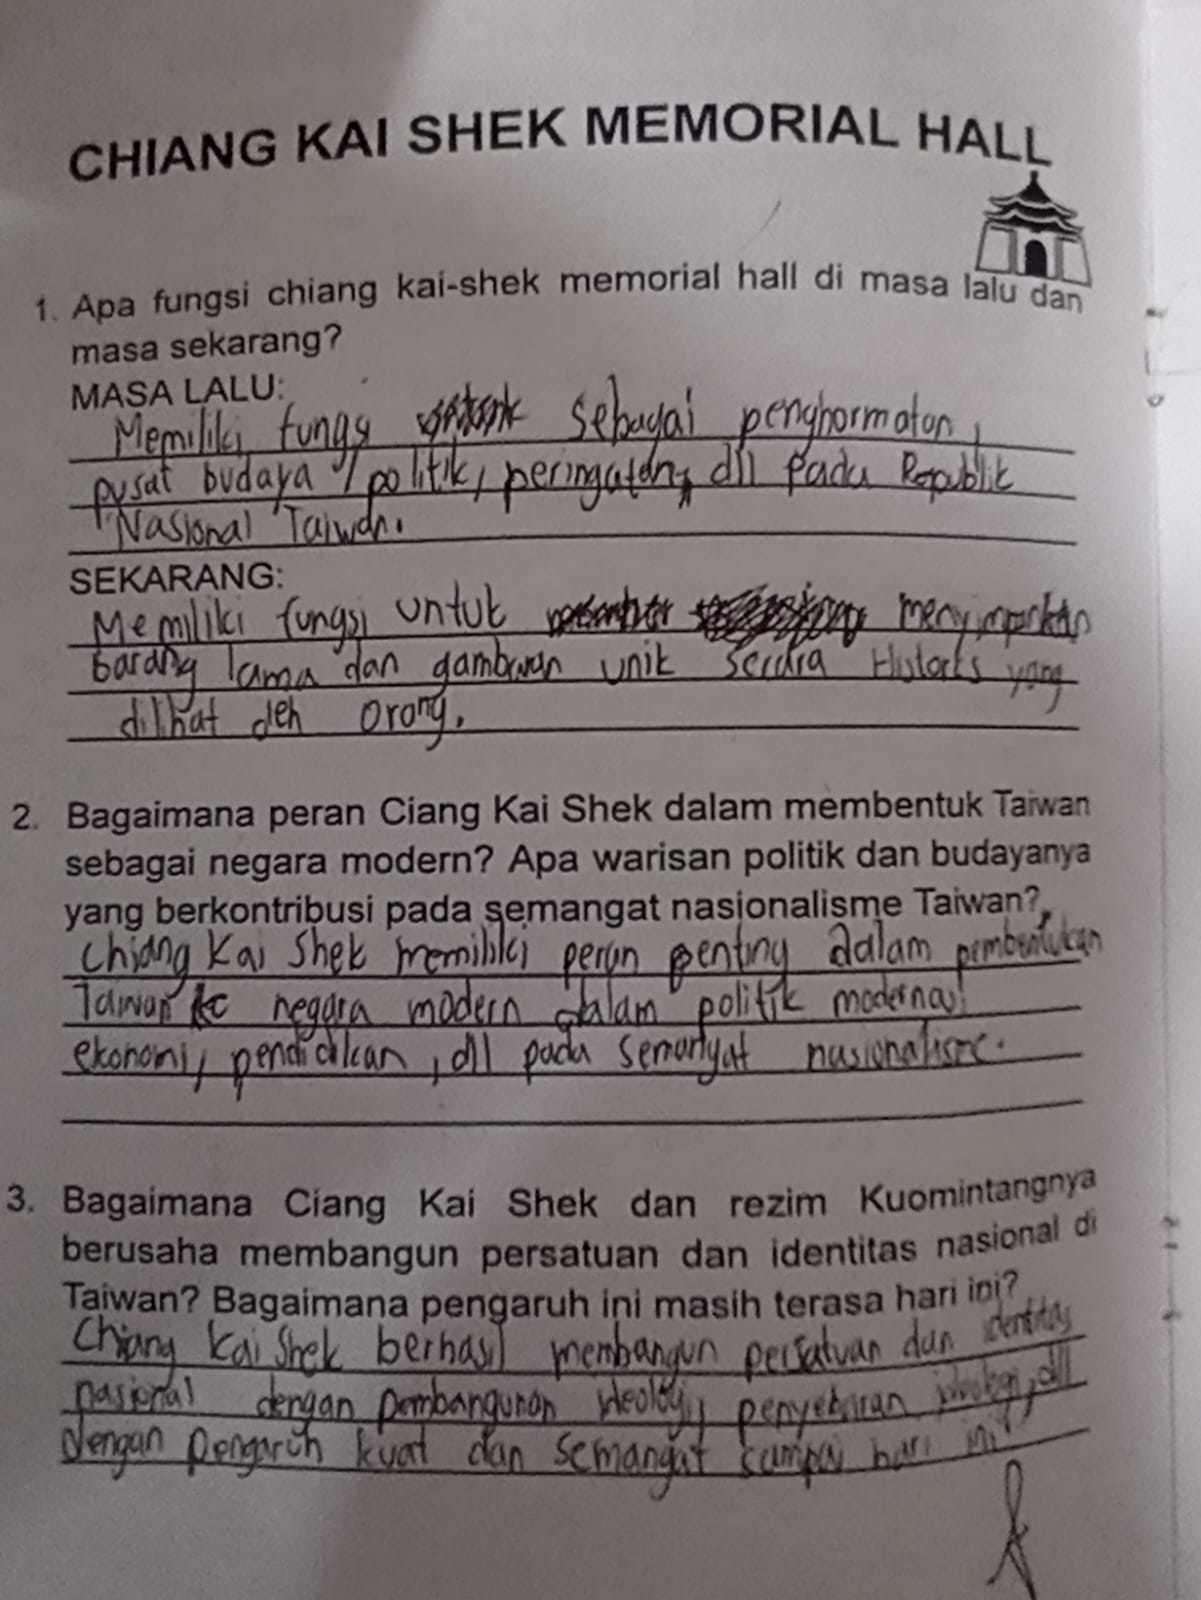 CHIANG KAI SHEK MEMORIAL HALL
1. Apa fungsi chiang kai-shek memorial hall di masa lalu dan
masa sekarang?
MASA LALU:
Memiliki fungsi sebagai penghormatan,
pusat budaya, politik, peringatan, dll pada Republik
Nasional Taiwan.
SEKARANG:
Memiliki fungsi untuk menyimpankan
barang lama dan gambaran unik secara Historis yang
dilihat oleh orang.
2. Bagaimana peran Ciang Kai Shek dalam membentuk Taiwan
sebagai negara modern? Apa warisan politik dan budayanya
yang berkontribusi pada semangat nasionalisme Taiwan?
Chiang Kai Shek memiliki peran penting dalam pembentukan
Taiwan ke negara modern dalam politik
ekonomi, pendidikan, dll pada semangat nasionalisme.
3. Bagaimana Ciang Kai Shek dan rezim Kuomintangnya
berusaha membangun persatuan dan identitas nasional di
Taiwan? Bagaimana pengaruh ini masih terasa hari ini?
Chiang Kai Shek berhasil membangun persatuan dan identitas
nasional dengan pembangunan ideologi, penyebaran dll
dengan pengaruh kuat dan semangat sampai hari ini